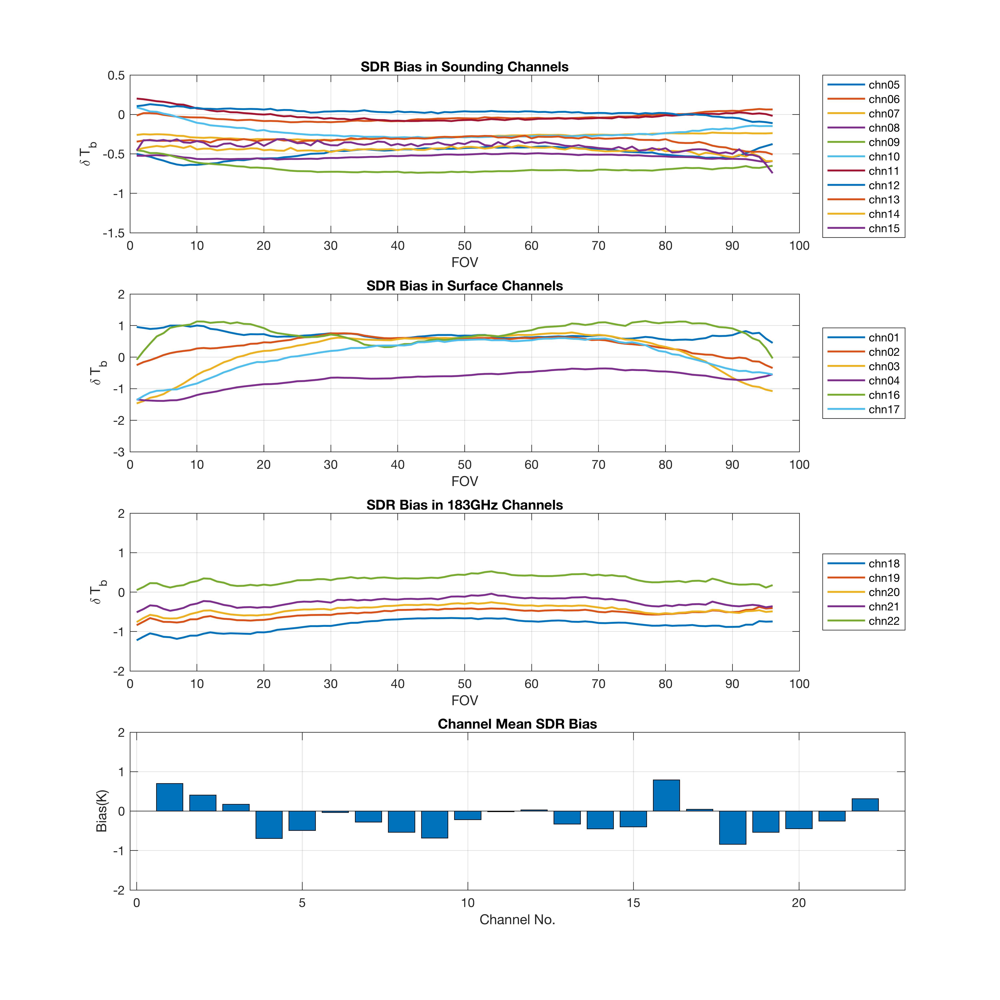 SDR Bias in Sounding Channels
0.5
0
-0.5
-1
-1.5
δ Tb
0 10 20 30 40 50 60 70 80 90 100
FOV
chn05
chn06
chn07
chn08
chn09
chn10
chn11
chn12
chn13
chn14
chn15
SDR Bias in Surface Channels
2
1
0
-1
-2
-3
δ Tb
0 10 20 30 40 50 60 70 80 90 100
FOV
chn01
chn02
chn03
chn04
chn16
chn17
SDR Bias in 183GHz Channels
2
1
0
-1
-2
δ Tb
0 10 20 30 40 50 60 70 80 90 100
FOV
chn18
chn19
chn20
chn21
chn22
Channel Mean SDR Bias
2
1
0
-1
-2
Bias(K)
0 5 10 15 20
Channel No.